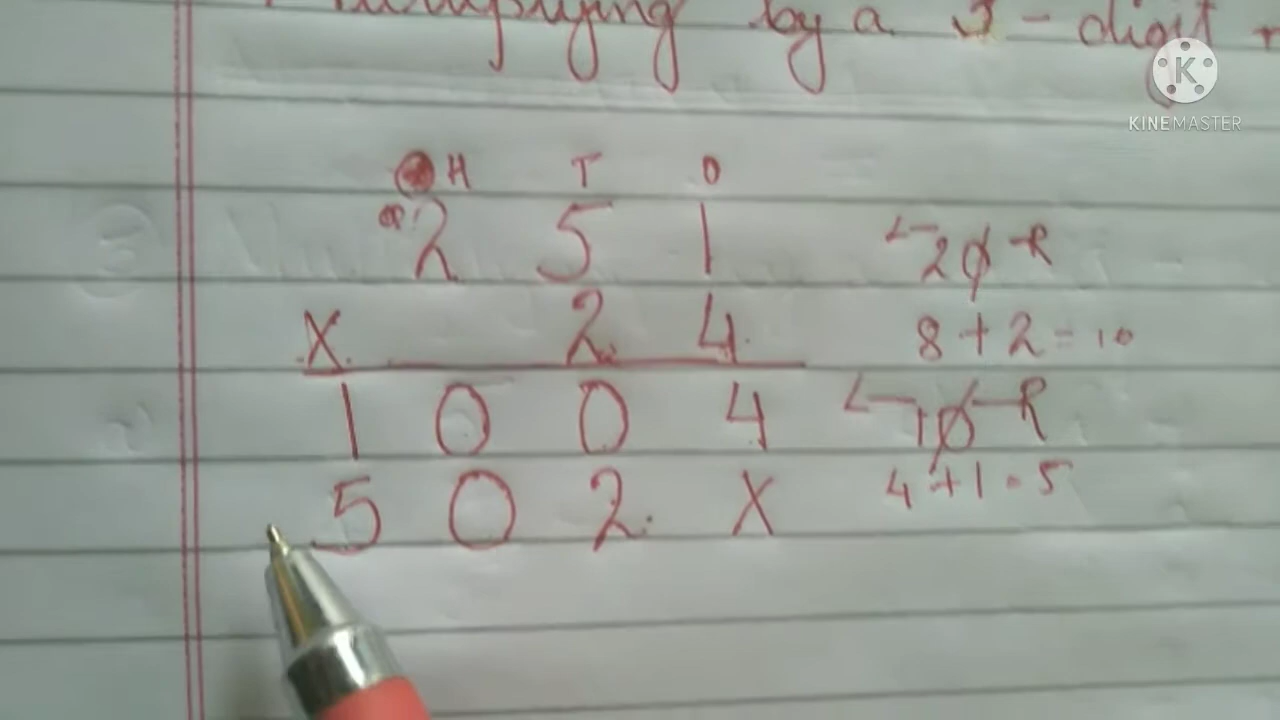 by a 3-digit
KINEMASTER
H T O
2 5 1
20 R
X 2 4
8 + 2 = 10
1 0 0 4
10 R
5 0 2 X
4 + 1 = 5